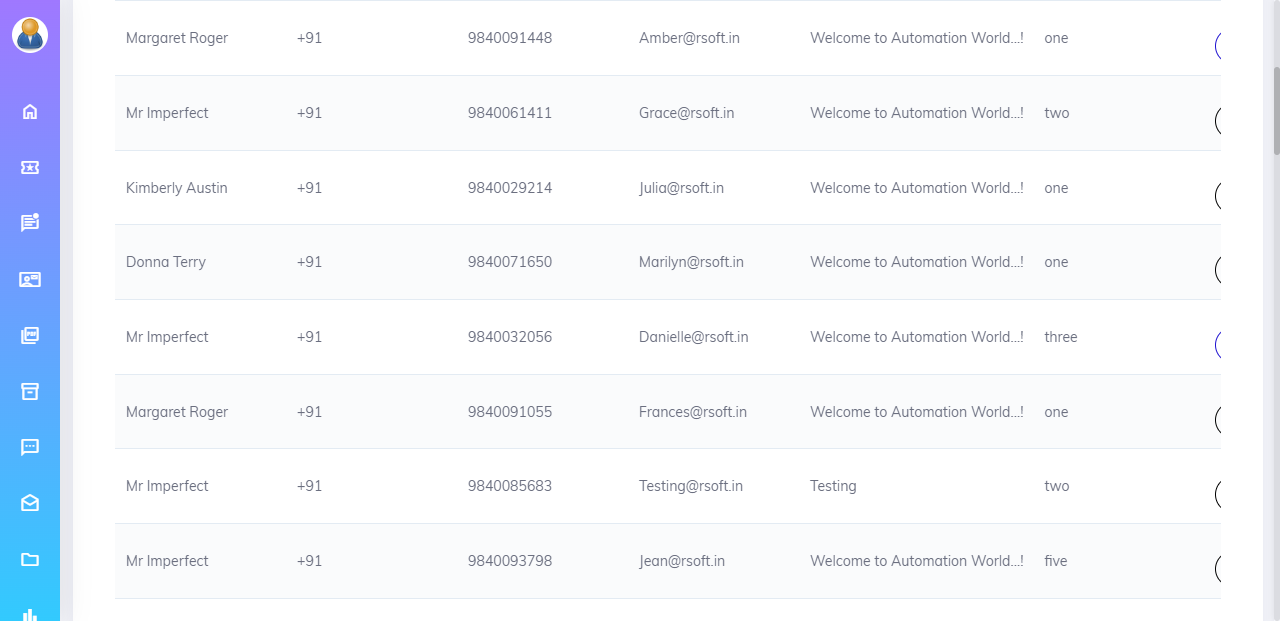 Margaret Roger +91 9840091448 Amber@rsoft.in Welcome to Automation World...! one
Mr Imperfect +91 9840061411 Grace@rsoft.in Welcome to Automation World...! two
Kimberly Austin +91 9840029214 Julia@rsoft.in Welcome to Automation World...! one
Donna Terry +91 9840071650 Marilyn@rsoft.in Welcome to Automation World...! one
Mr Imperfect +91 9840032056 Danielle@rsoft.in Welcome to Automation World...! three
Margaret Roger +91 9840091055 Frances@rsoft.in Welcome to Automation World...! one
Mr Imperfect +91 9840085683 Testing@rsoft.in Testing two
Mr Imperfect +91 9840093798 Jean@rsoft.in Welcome to Automation World...! five